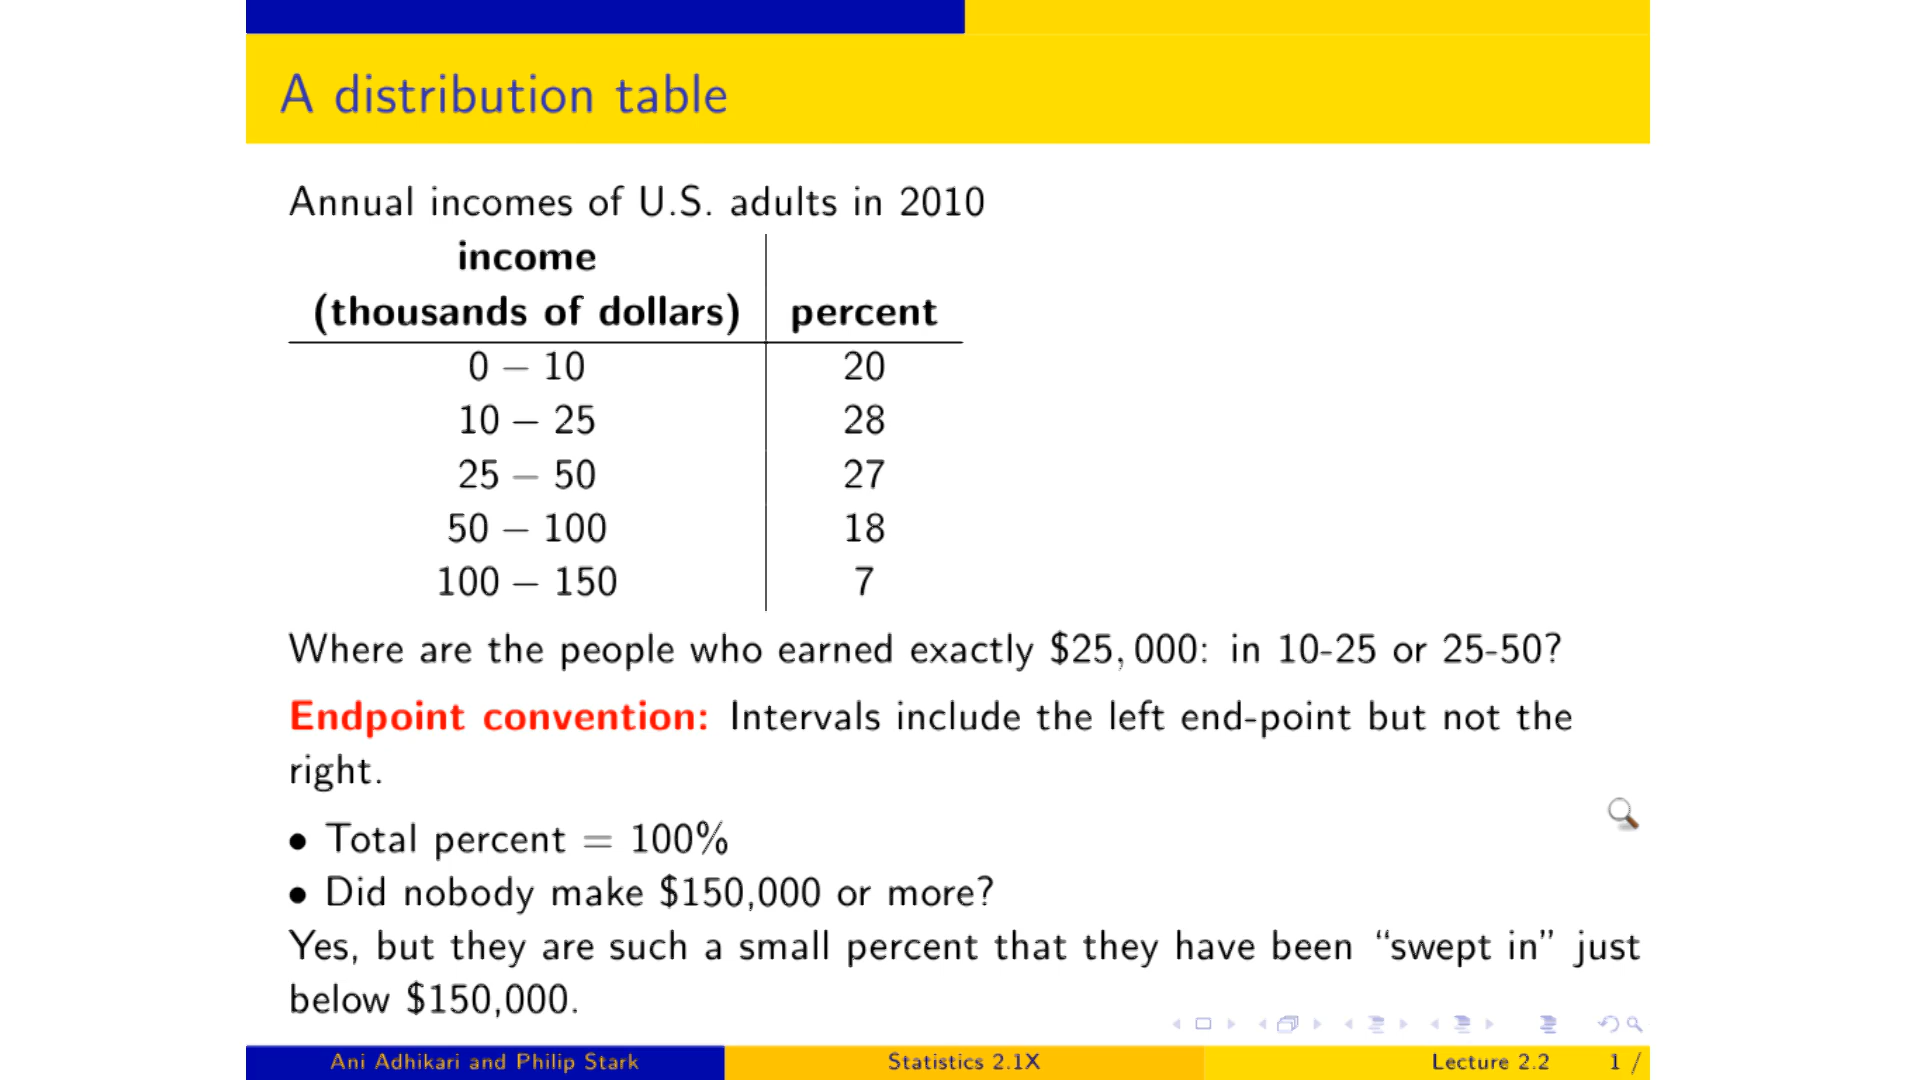 A distribution table
Annual incomes of U.S. adults in 2010
income
(thousands of dollars) percent
0 – 10 20
10 – 25 28
25 – 50 27
50 – 100 18
100 – 150 7
Where are the people who earned exactly $25,000: in 10-25 or 25-50?
Endpoint convention: Intervals include the left end-point but not the
right.
• Total percent = 100%
• Did nobody make $150,000 or more?
Yes, but they are such a small percent that they have been “swept in” just
below $150,000.
Ani Adhikari and Philip Stark Statistics 2.1X Lecture 2.2 1 /